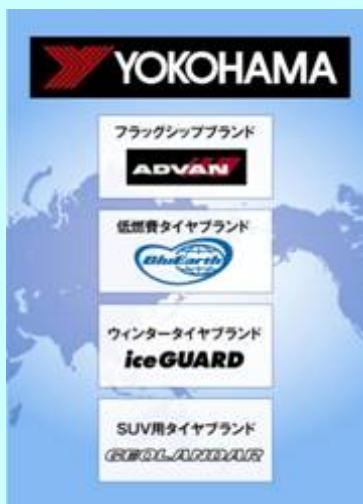 YOKOHAMA
フラッグシップブランド
ADVAN
低燃費タイヤブランド
BluEarth
ウィンタータイヤブランド
iceGUARD
SUV用タイヤブランド
GEOLANDAR